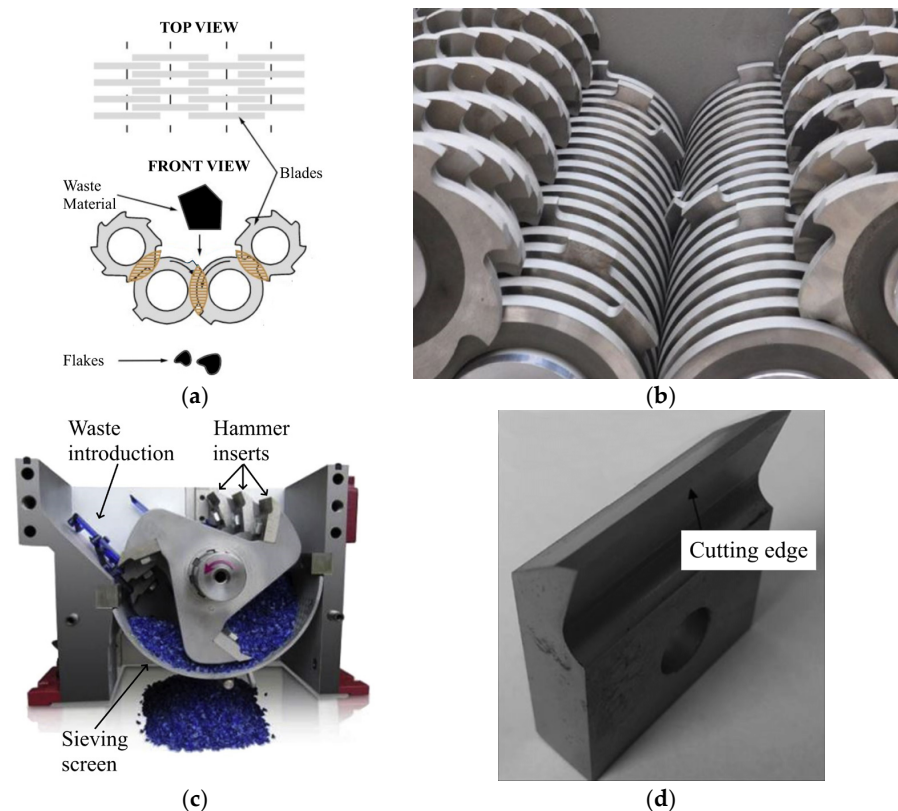 TOP VIEW
FRONT VIEW
Waste
Material
Blades
Flakes
(a)
(b)
Waste
introduction
Hammer
inserts
Sieving
screen
(c)
Cutting edge
(d)